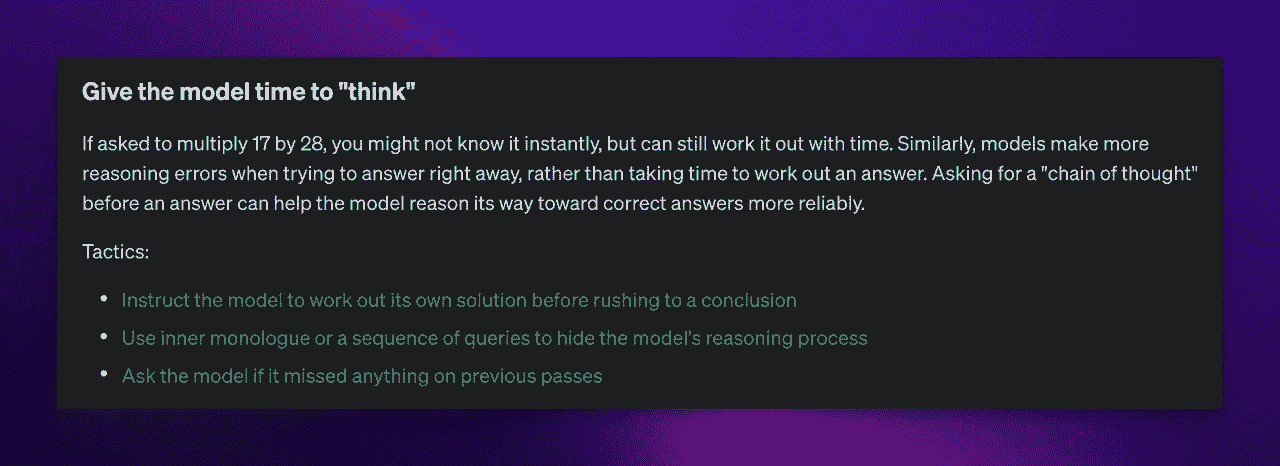 Give the model time to "think"
If asked to multiply 17 by 28, you might not know it instantly, but can still work it out with time. Similarly, models make more
reasoning errors when trying to answer right away, rather than taking time to work out an answer. Asking for a "chain of thought"
before an answer can help the model reason its way toward correct answers more reliably.
Tactics:
• Instruct the model to work out its own solution before rushing to a conclusion
• Use inner monologue or a sequence of queries to hide the model's reasoning process
• Ask the model if it missed anything on previous passes